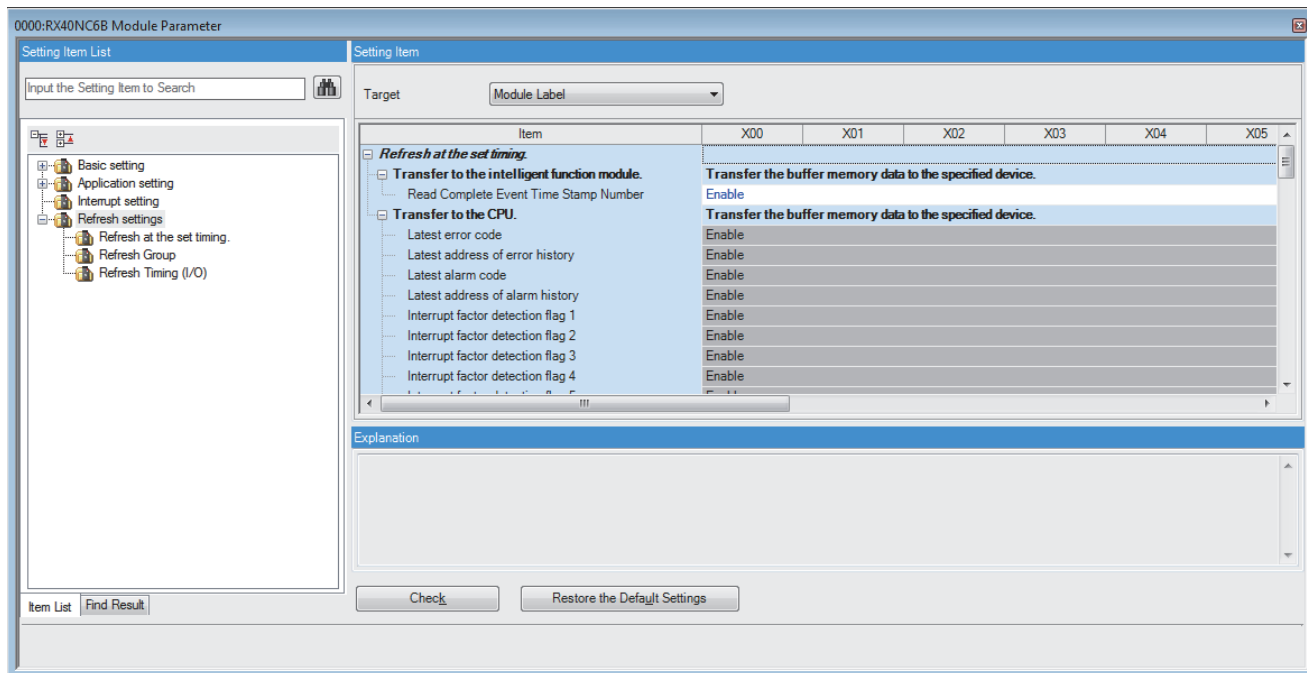 0000:RX40NC6B Module Parameter
Setting Item List
Input the Setting Item to Search
Basic setting
Application setting
Interrupt setting
Refresh settings
Refresh at the set timing.
Refresh Group
Refresh Timing (I/O)
Item List Find Result
Setting Item
Target Module Label
Item X00 X01 X02 X03 X04 X05
Refresh at the set timing.
Transfer to the intelligent function module. Transfer the buffer memory data to the specified device.
Read Complete Event Time Stamp Number Enable
Transfer to the CPU. Transfer the buffer memory data to the specified device.
Latest error code Enable
Latest address of error history Enable
Latest alarm code Enable
Latest address of alarm history Enable
Interrupt factor detection flag 1 Enable
Interrupt factor detection flag 2 Enable
Interrupt factor detection flag 3 Enable
Interrupt factor detection flag 4 Enable
Explanation
Check Restore the Default Settings